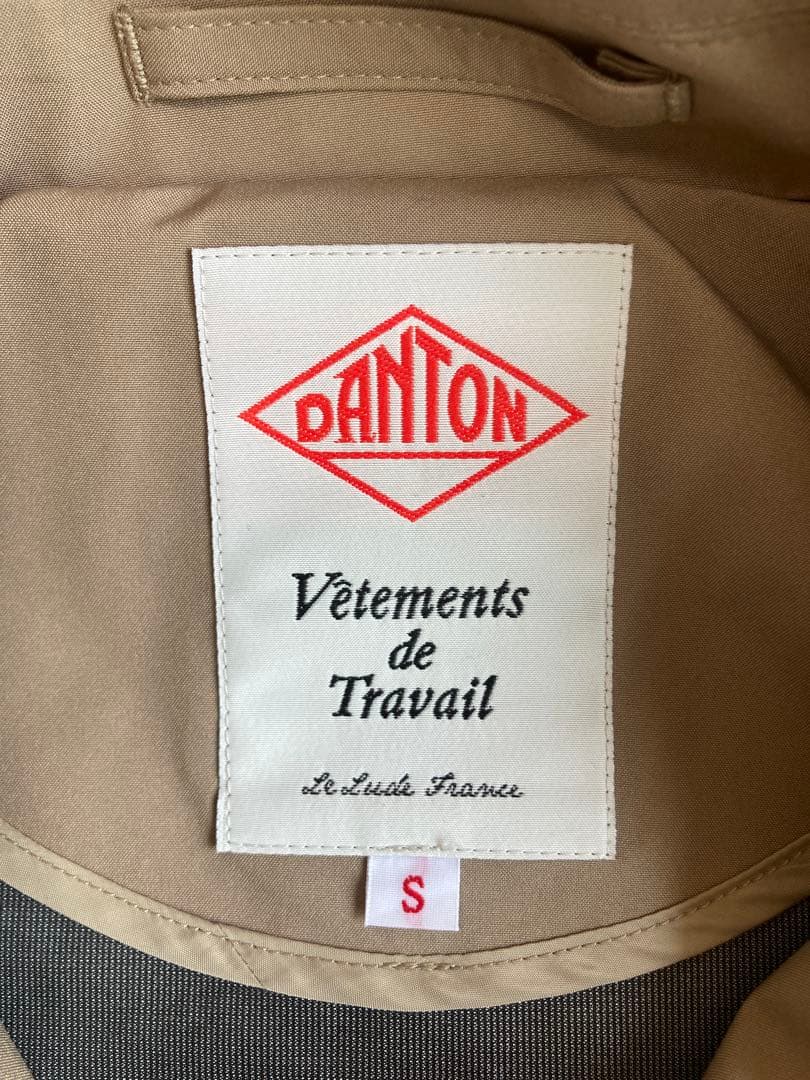 DANTON
Vêtements
de
Travail
Le Lude France
S